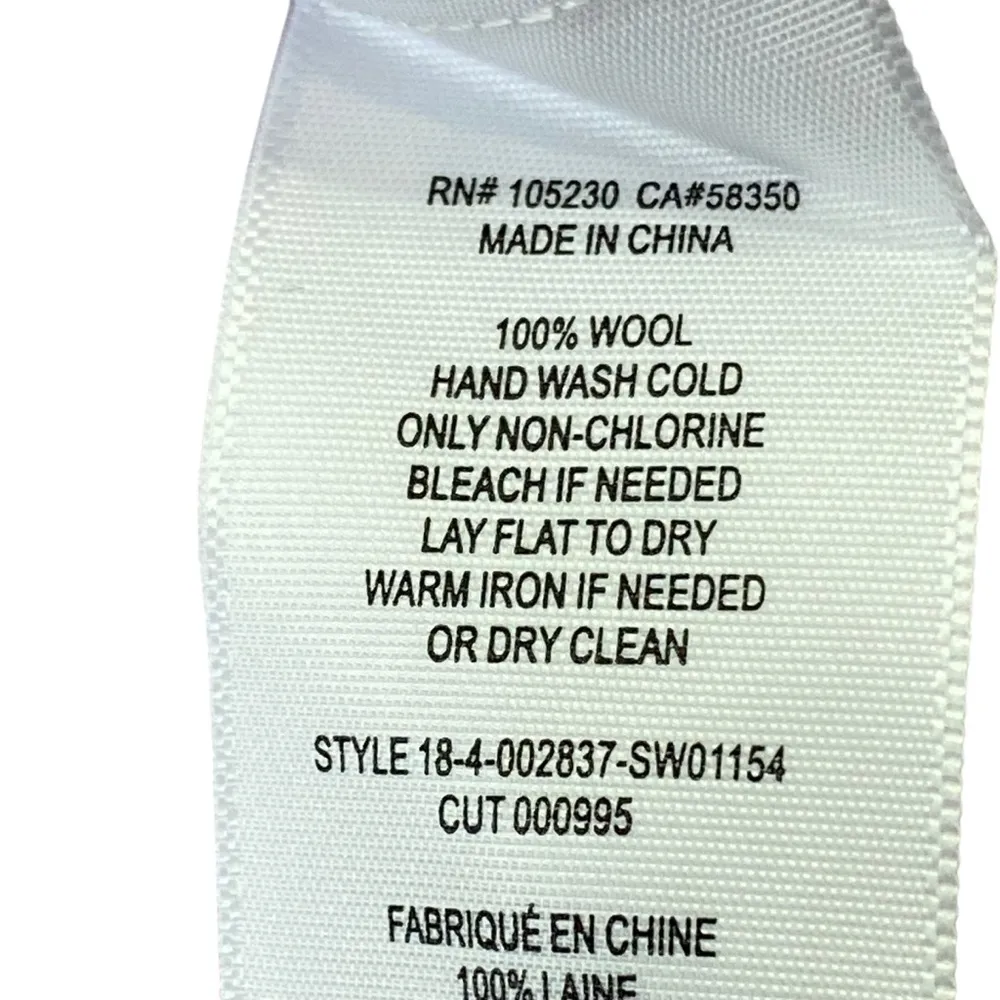 RN# 105230 CA#58350
MADE IN CHINA
100% WOOL
HAND WASH COLD
ONLY NON-CHLORINE
BLEACH IF NEEDED
LAY FLAT TO DRY
WARM IRON IF NEEDED
OR DRY CLEAN
STYLE 18-4-002837-SW01154
CUT 000995
FABRIQUÉ EN CHINE
100% LAINE